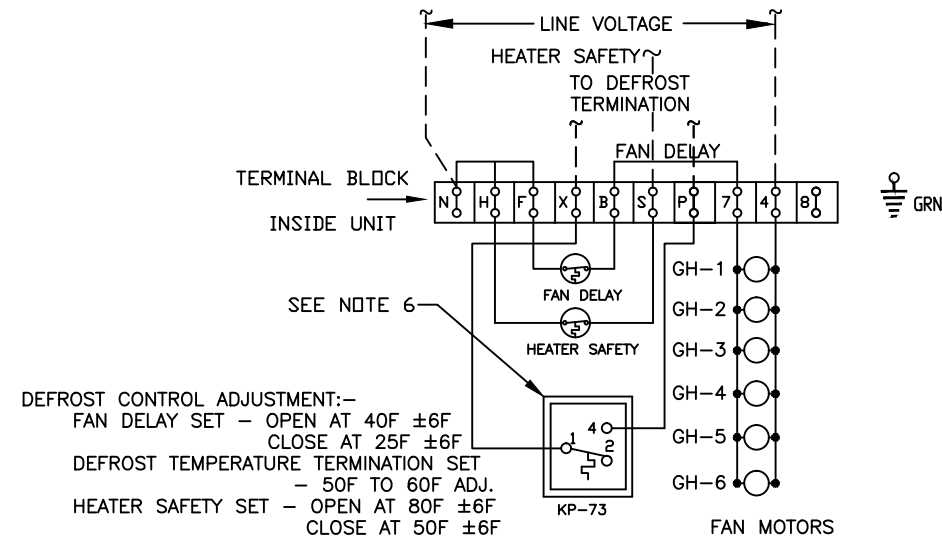 LINE VOLTAGE
HEATER SAFETY
TO DEFROST
TERMINATION
FAN DELAY
TERMINAL BLOCK
INSIDE UNIT
N H F X B S P 7 4 8
GRN
FAN DELAY
HEATER SAFETY
SEE NOTE 6
GH-1
GH-2
GH-3
GH-4
GH-5
GH-6
FAN MOTORS
4
1
2
KP-73
DEFROST CONTROL ADJUSTMENT:-
FAN DELAY SET - OPEN AT 40F ±6F
CLOSE AT 25F ±6F
DEFROST TEMPERATURE TERMINATION SET
- 50F TO 60F ADJ.
HEATER SAFETY SET - OPEN AT 80F ±6F
CLOSE AT 50F ±6F